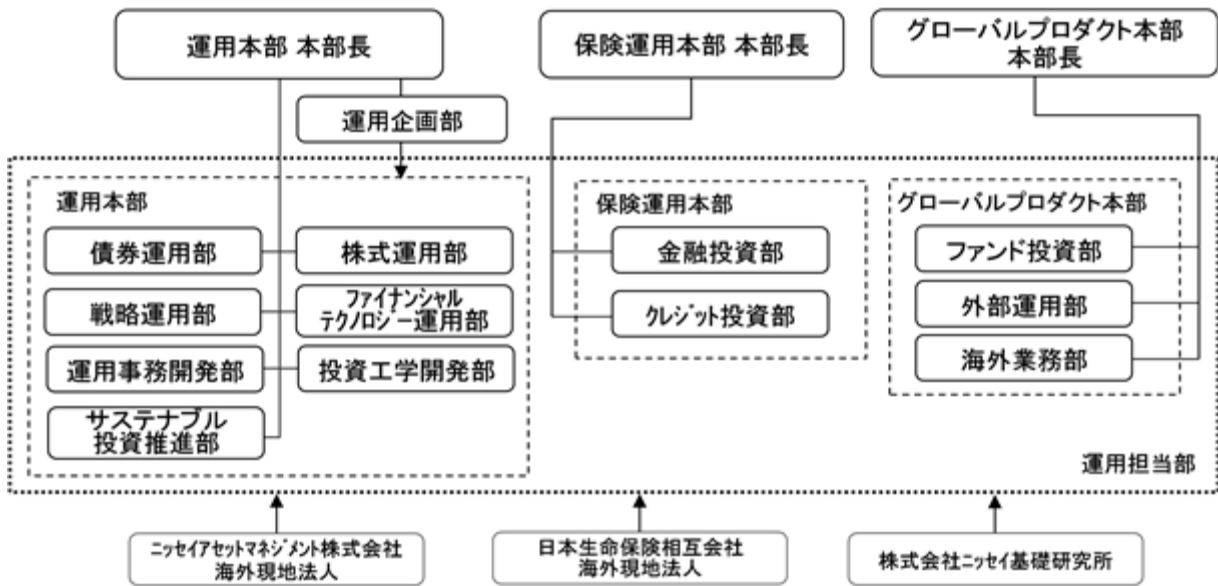 運用本部 本部長
保険運用本部 本部長
グローバルプロダクト本部
本部長
運用企画部
運用本部
債券運用部
株式運用部
戦略運用部
ファイナンシャル
テクノロジー運用部
運用事務開発部
投資工学開発部
サステナブル
投資推進部
保険運用本部
金融投資部
クレジット投資部
グローバルプロダクト本部
ファンド投資部
外部運用部
海外業務部
運用担当部
ニッセイアセットマネジメント株式会社
海外現地法人
日本生命保険相互会社
海外現地法人
株式会社ニッセイ基礎研究所